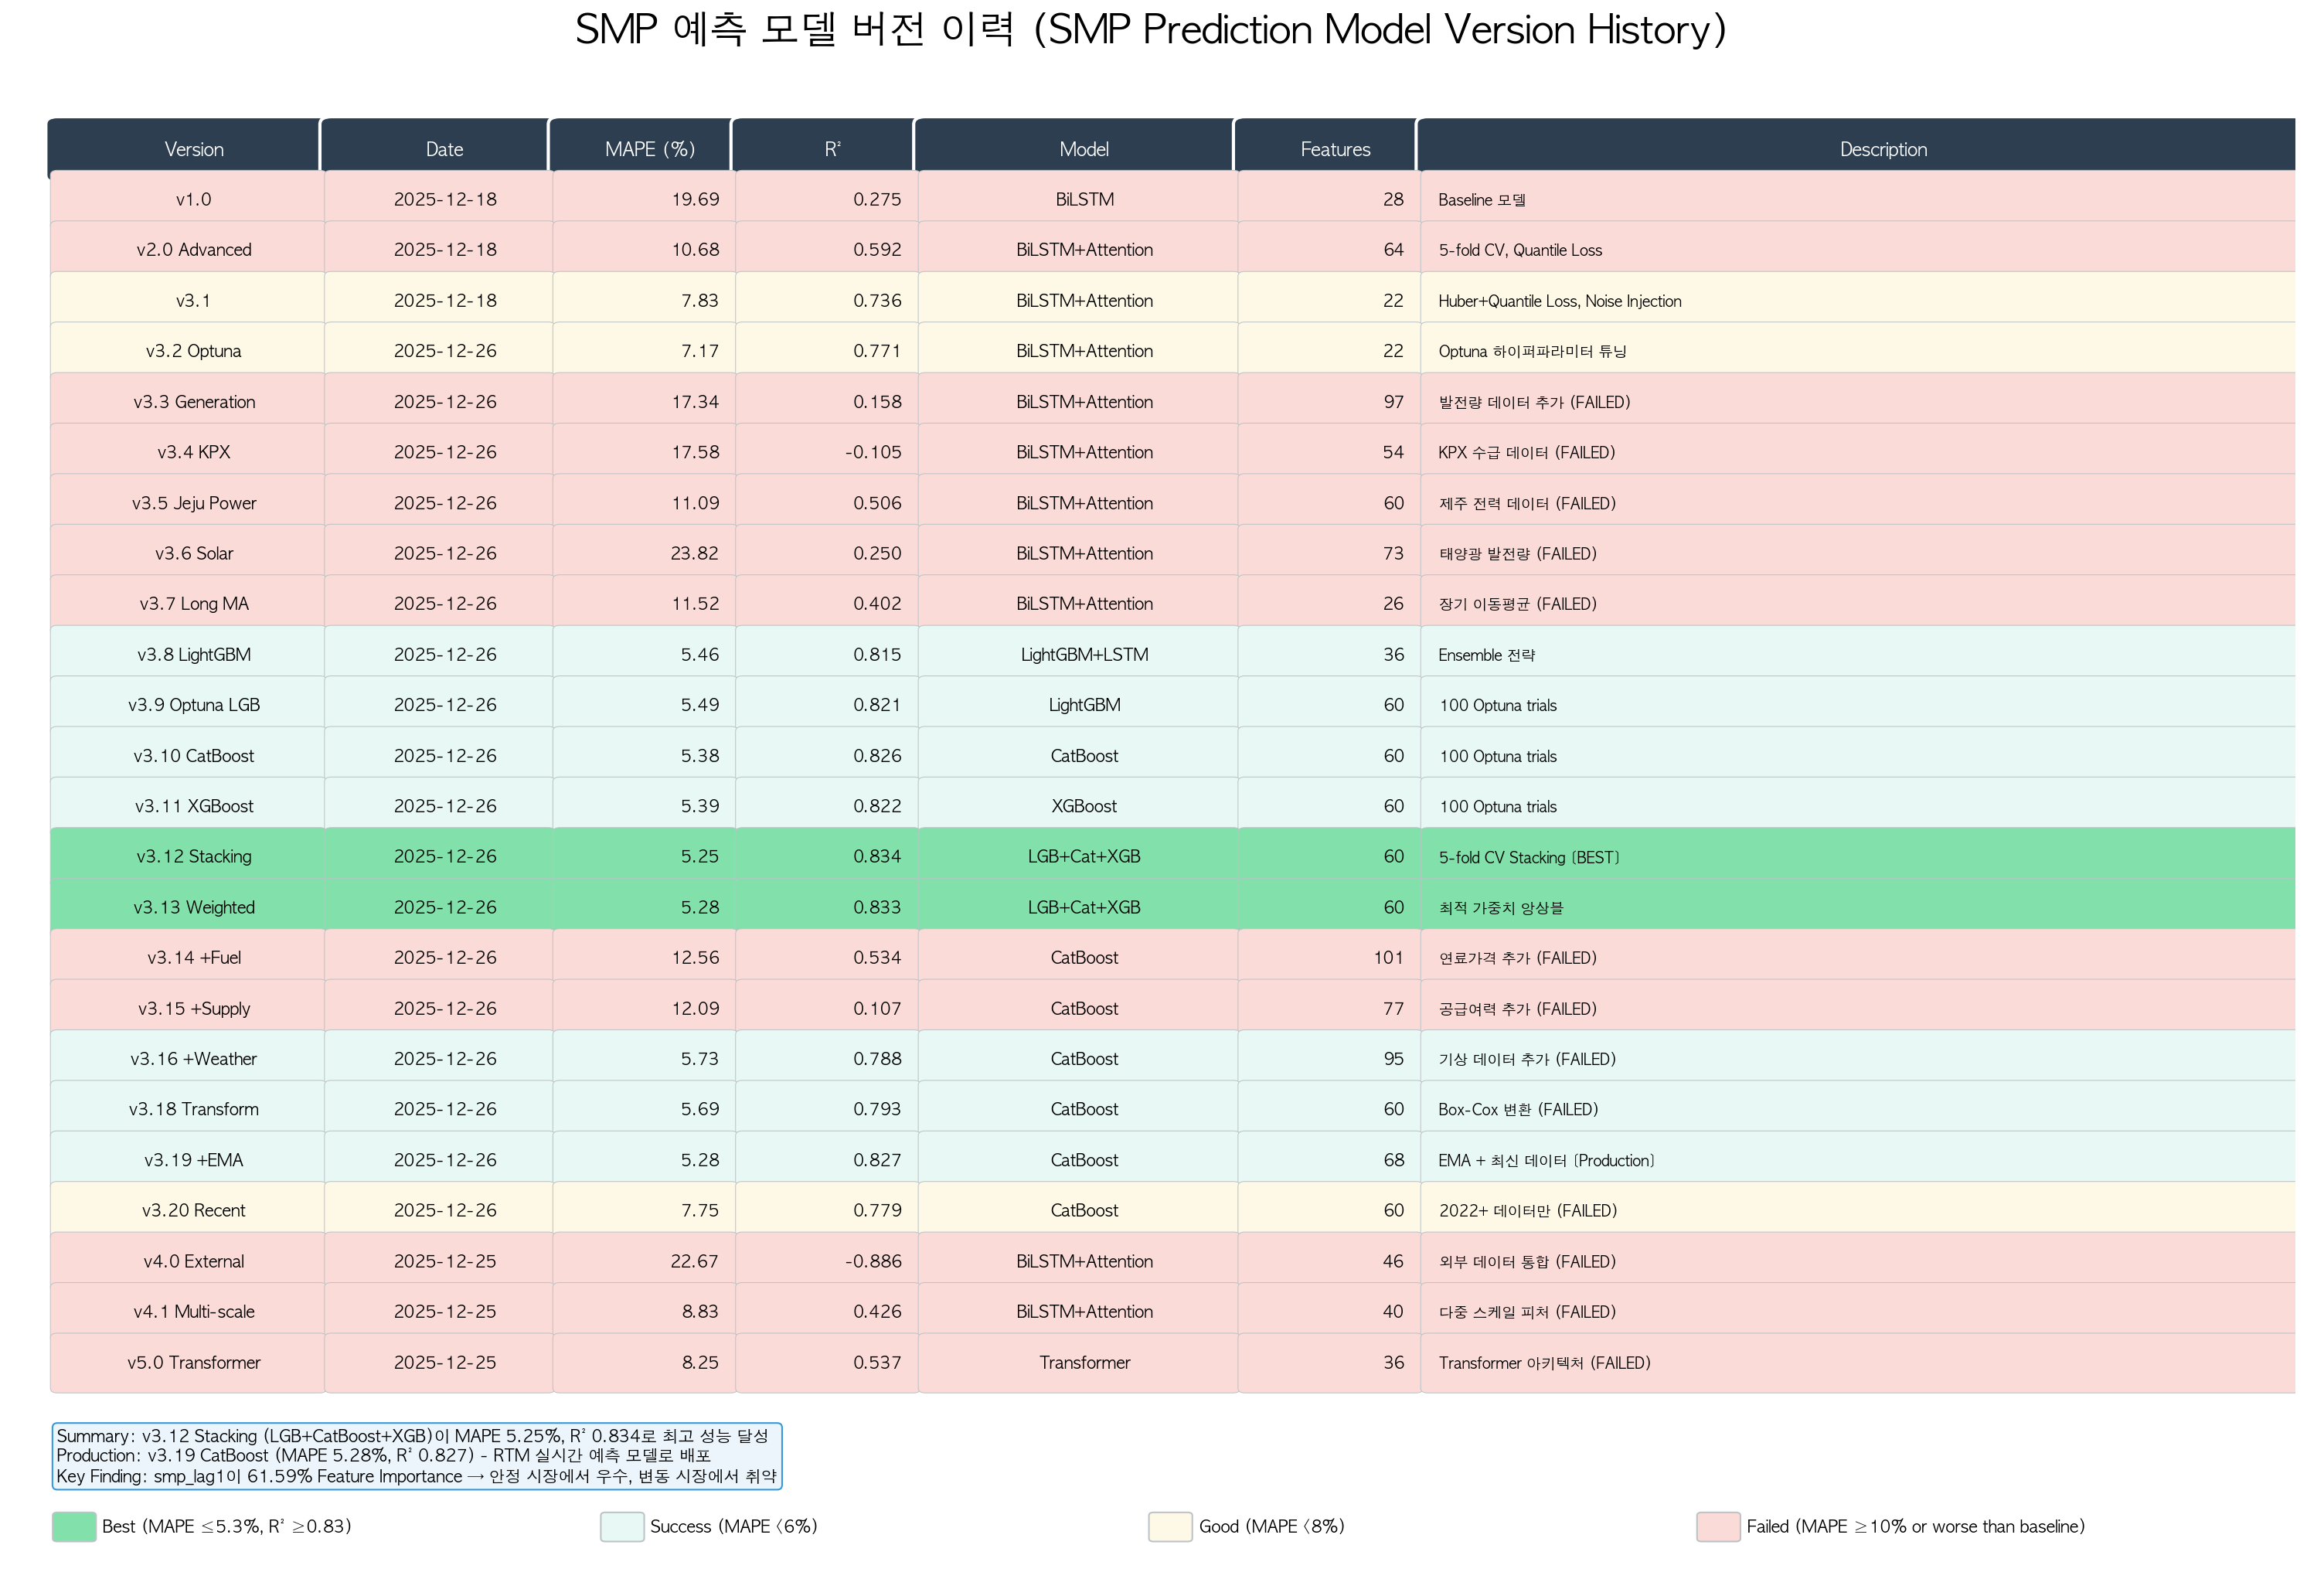 SMP 예측 모델 버전 이력 (SMP Prediction Model Version History)
Version Date MAPE (%) R² Model Features Description
v1.0 2025-12-18 19.69 0.275 BiLSTM 28 Baseline 모델
v2.0 Advanced 2025-12-18 10.68 0.592 BiLSTM+Attention 64 5-fold CV, Quantile Loss
v3.1 2025-12-18 7.83 0.736 BiLSTM+Attention 22 Huber+Quantile Loss, Noise Injection
v3.2 Optuna 2025-12-26 7.17 0.771 BiLSTM+Attention 22 Optuna 하이퍼파라미터 튜닝
v3.3 Generation 2025-12-26 17.34 0.158 BiLSTM+Attention 97 발전량 데이터 추가 (FAILED)
v3.4 KPX 2025-12-26 17.58 -0.105 BiLSTM+Attention 54 KPX 수급 데이터 (FAILED)
v3.5 Jeju Power 2025-12-26 11.09 0.506 BiLSTM+Attention 60 제주 전력 데이터 (FAILED)
v3.6 Solar 2025-12-26 23.82 0.250 BiLSTM+Attention 73 태양광 발전량 (FAILED)
v3.7 Long MA 2025-12-26 11.52 0.402 BiLSTM+Attention 26 장기 이동평균 (FAILED)
v3.8 LightGBM 2025-12-26 5.46 0.815 LightGBM+LSTM 36 Ensemble 전략
v3.9 Optuna LGB 2025-12-26 5.49 0.821 LightGBM 60 100 Optuna trials
v3.10 CatBoost 2025-12-26 5.38 0.826 CatBoost 60 100 Optuna trials
v3.11 XGBoost 2025-12-26 5.39 0.822 XGBoost 60 100 Optuna trials
v3.12 Stacking 2025-12-26 5.25 0.834 LGB+Cat+XGB 60 5-fold CV Stacking [BEST]
v3.13 Weighted 2025-12-26 5.28 0.833 LGB+Cat+XGB 60 최적 가중치 앙상블
v3.14 +Fuel 2025-12-26 12.56 0.534 CatBoost 101 연료가격 추가 (FAILED)
v3.15 +Supply 2025-12-26 12.09 0.107 CatBoost 77 공급여력 추가 (FAILED)
v3.16 +Weather 2025-12-26 5.73 0.788 CatBoost 95 기상 데이터 추가 (FAILED)
v3.18 Transform 2025-12-26 5.69 0.793 CatBoost 60 Box-Cox 변환 (FAILED)
v3.19 +EMA 2025-12-26 5.28 0.827 CatBoost 68 EMA + 최신 데이터 [Production]
v3.20 Recent 2025-12-26 7.75 0.779 CatBoost 60 2022+ 데이터만 (FAILED)
v4.0 External 2025-12-25 22.67 -0.886 BiLSTM+Attention 46 외부 데이터 통합 (FAILED)
v4.1 Multi-scale 2025-12-25 8.83 0.426 BiLSTM+Attention 40 다중 스케일 피처 (FAILED)
v5.0 Transformer 2025-12-25 8.25 0.537 Transformer 36 Transformer 아키텍처 (FAILED)
Summary: v3.12 Stacking (LGB+CatBoost+XGB)이 MAPE 5.25%, R² 0.834로 최고 성능 달성
Production: v3.19 CatBoost (MAPE 5.28%, R² 0.827) - RTM 실시간 예측 모델로 배포
Key Finding: smp_lag1이 61.59% Feature Importance → 안정 시장에서 우수, 변동 시장에서 취약
Best (MAPE ≤5.3%, R² ≥0.83) Success (MAPE <6%) Good (MAPE <8%) Failed (MAPE ≥10% or worse than baseline)